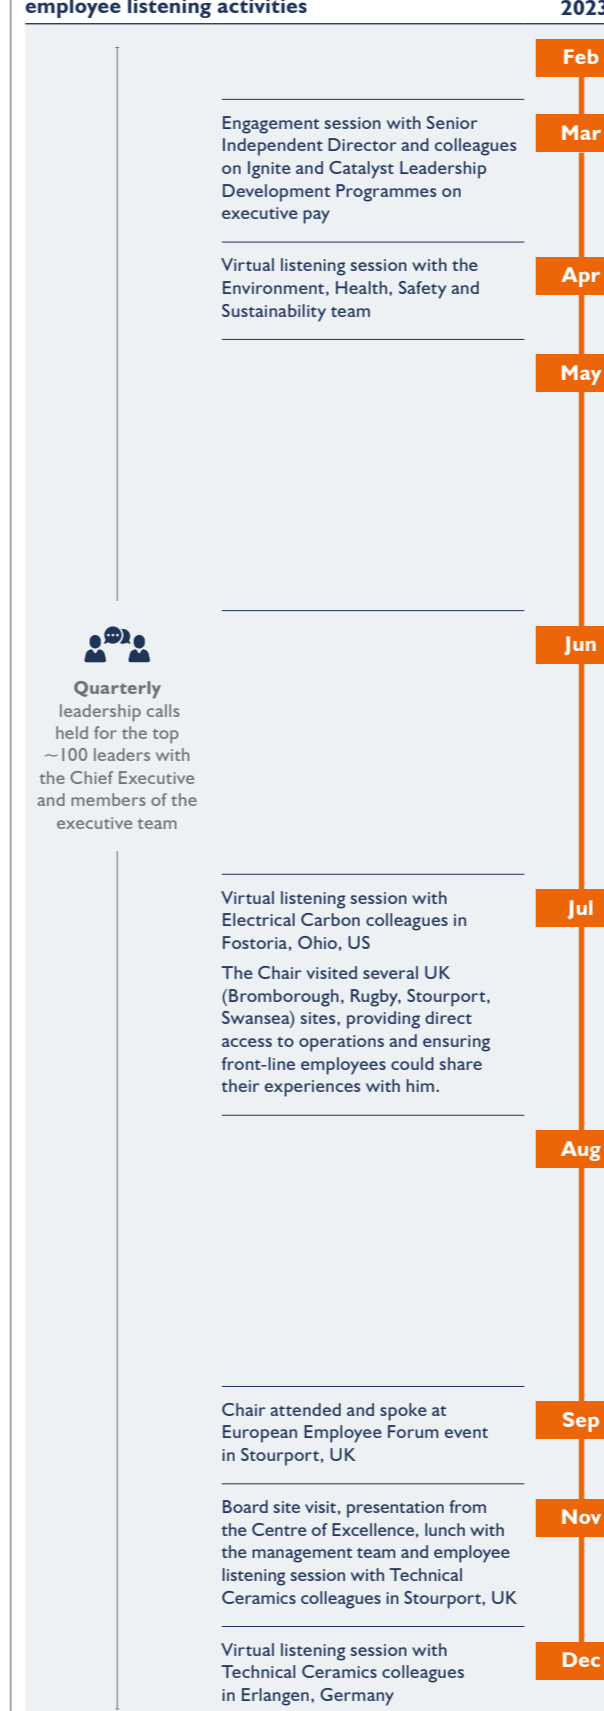 employee listening activities
2023
Feb
Engagement session with Senior
Independent Director and colleagues
on Ignite and Catalyst Leadership
Development Programmes on
executive pay
Mar
Virtual listening session with the
Environment, Health, Safety and
Sustainability team
Apr
May
Jun
Quarterly
leadership calls
held for the top
~100 leaders with
the Chief Executive
and members of the
executive team
Virtual listening session with
Electrical Carbon colleagues in
Fostoria, Ohio, US
The Chair visited several UK
(Bromborough, Rugby, Stourport,
Swansea) sites, providing direct
access to operations and ensuring
front-line employees could share
their experiences with him.
Jul
Aug
Chair attended and spoke at
European Employee Forum event
in Stourport, UK
Sep
Board site visit, presentation from
the Centre of Excellence, lunch with
the management team and employee
listening session with Technical
Ceramics colleagues in Stourport, UK
Nov
Virtual listening session with
Technical Ceramics colleagues
in Erlangen, Germany
Dec